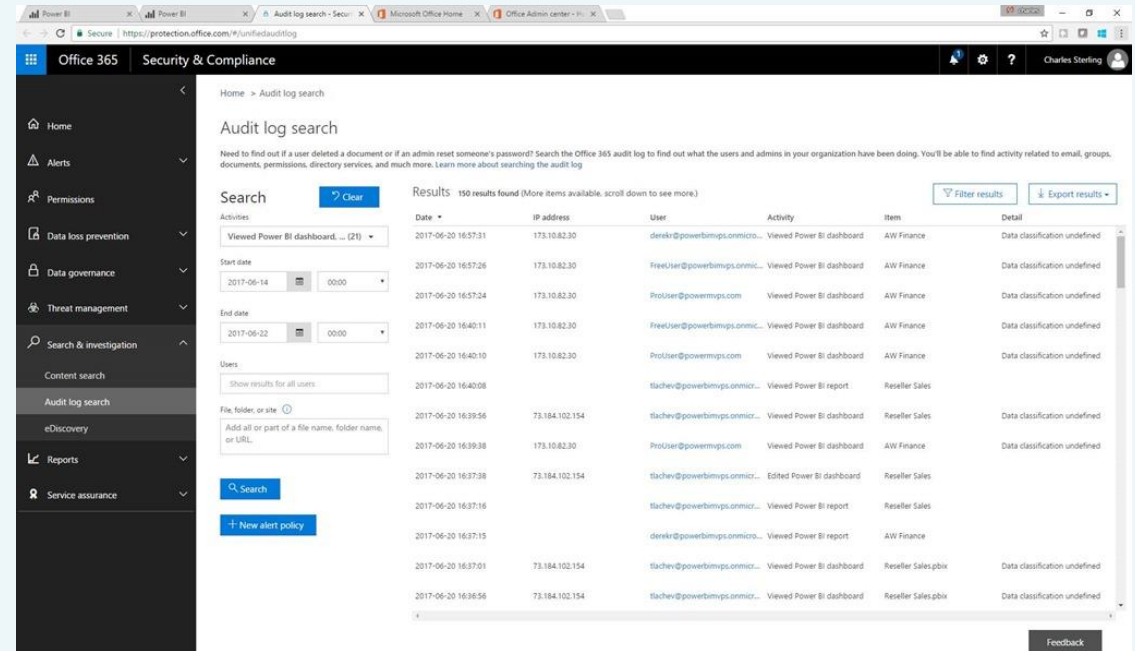 Power BI
Power BI
Audit log search - Secur
Microsoft Office Home
Office Admin center - H
Secure | https://protection.office.com/#/unifiedauditlog
Office 365 Security & Compliance
1
?
Charles Sterling
Home
Alerts
Permissions
Data loss prevention
Data governance
Threat management
Search & investigation
Content search
Audit log search
eDiscovery
Reports
Service assurance
Home > Audit log search
Audit log search
Need to find out if a user deleted a document or if an admin reset someone's password? Search the Office 365 audit log to find out what the users and admins in your organization have been doing. You'll be able to find activity related to email, groups,
documents, permissions, directory services, and much more. Learn more about searching the audit log
Search
Clear
Activities
Viewed Power BI dashboard, ... (21)
Start date
2017-06-14 00:00
End date
2017-06-22 00:00
Users
Show results for all users
File, folder, or site
Add all or part of a file name, folder name,
or URL.
Search
+ New alert policy
Results 150 results found (More items available, scroll down to see more.)
Filter results
Export results
Date IP address User Activity Item Detail
2017-06-20 16:57:31 173.10.82.30 derekr@powerbimvps.onmicro... Viewed Power BI dashboard AW Finance Data classification undefined
2017-06-20 16:57:26 173.10.82.30 FreeUser@powerbimvps.onmic... Viewed Power BI dashboard AW Finance Data classification undefined
2017-06-20 16:57:24 173.10.82.30 ProUser@powermvps.com Viewed Power BI dashboard AW Finance Data classification undefined
2017-06-20 16:40:11 173.10.82.30 FreeUser@powerbimvps.onmic... Viewed Power BI dashboard AW Finance Data classification undefined
2017-06-20 16:40:10 173.10.82.30 ProUser@powermvps.com Viewed Power BI dashboard AW Finance Data classification undefined
2017-06-20 16:40:08 tlachev@powerbimvps.onmicr... Viewed Power BI report Reseller Sales
2017-06-20 16:39:56 73.184.102.154 tlachev@powerbimvps.onmicr... Viewed Power BI dashboard Reseller Sales Data classification undefined
2017-06-20 16:39:38 173.10.82.30 ProUser@powermvps.com Viewed Power BI dashboard AW Finance Data classification undefined
2017-06-20 16:37:38 73.184.102.154 tlachev@powerbimvps.onmicr... Edited Power BI dashboard Reseller Sales Data classification undefined
2017-06-20 16:37:16 tlachev@powerbimvps.onmicr... Viewed Power BI report Reseller Sales
2017-06-20 16:37:15 derekr@powerbimvps.onmicro... Viewed Power BI report AW Finance
2017-06-20 16:37:01 73.184.102.154 tlachev@powerbimvps.onmicr... Viewed Power BI dashboard Reseller Sales.pbix Data classification undefined
2017-06-20 16:36:56 73.184.102.154 tlachev@powerbimvps.onmicr... Viewed Power BI dashboard Reseller Sales.pbix Data classification undefined
Feedback